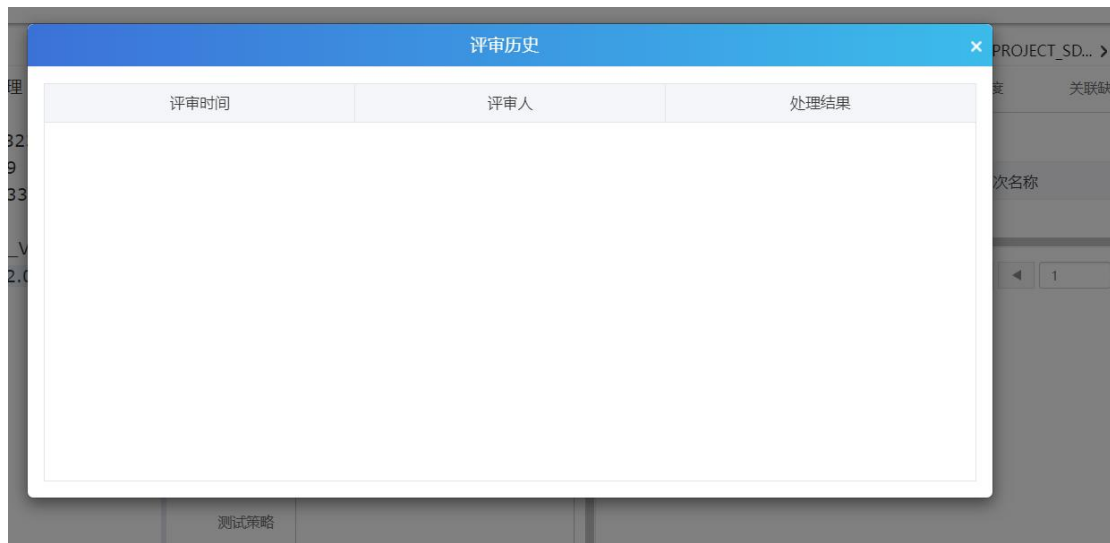 评审历史
×
PROJECT_SD...
理
度
关联缺
评审时间
评审人
处理结果
32
9
次名称
33
_V
2.0
1
测试策略